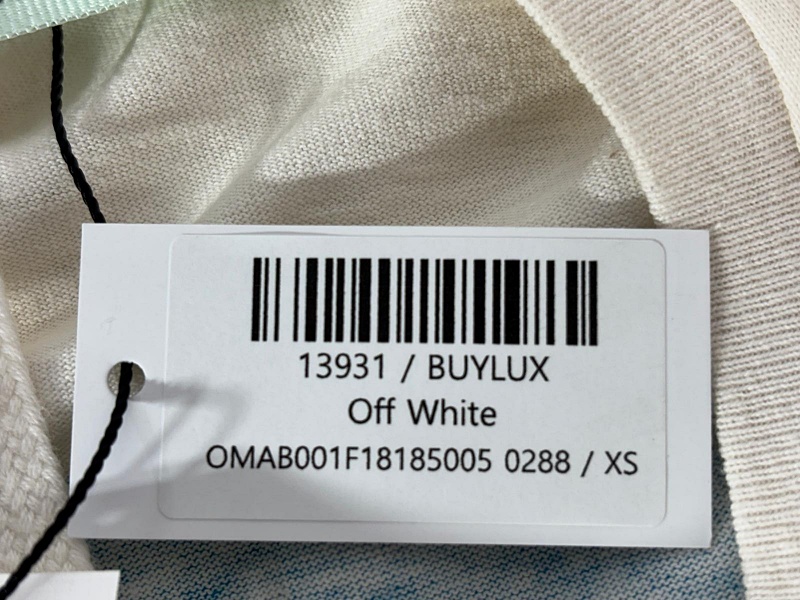 13931 / BUYLUX
Off White
OMAB001F18185005 0288 / XS